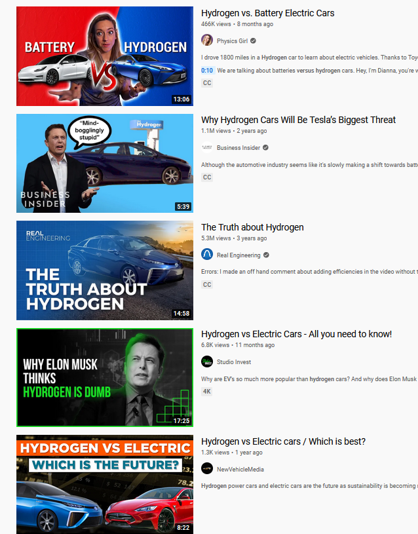 BATTERY
HYDROGEN
VS
13:06
Hydrogen vs. Battery Electric Cars
466K views • 8 months ago
Physics Girl
I drove 1800 miles in a Hydrogen car to learn about electric vehicles. Thanks to Toy
0:10 We are talking about batteries versus hydrogen cars. Hey, I'm Dianna, you're w
CC
"Mind-
bogglingly
stupid"
Hydrogen
BUSINESS
INSIDER
5:39
Why Hydrogen Cars Will Be Tesla's Biggest Threat
1.1M views • 2 years ago
Business Insider
Although the automotive industry seems like it's slowly making a shift towards batt
CC
REAL
ENGINEERING
THE
TRUTH ABOUT
HYDROGEN
14:58
The Truth about Hydrogen
5.3M views • 3 years ago
Real Engineering
Errors: I made an off hand comment about adding efficiencies in the video without t
CC
WHY ELON MUSK
THINKS
HYDROGEN IS DUMB
17:25
Hydrogen vs Electric Cars - All you need to know!
6.8K views • 11 months ago
Studio Invest
Why are EV's so much more popular than hydrogen cars? And why does Elon Musk
4K
HYDROGEN VS ELECTRIC
WHICH IS THE FUTURE?
8:22
Hydrogen vs Electric cars / Which is best?
1.3K views • 1 year ago
NewVehicleMedia
Hydrogen power cars and electric cars are the future as sustainability is becoming i